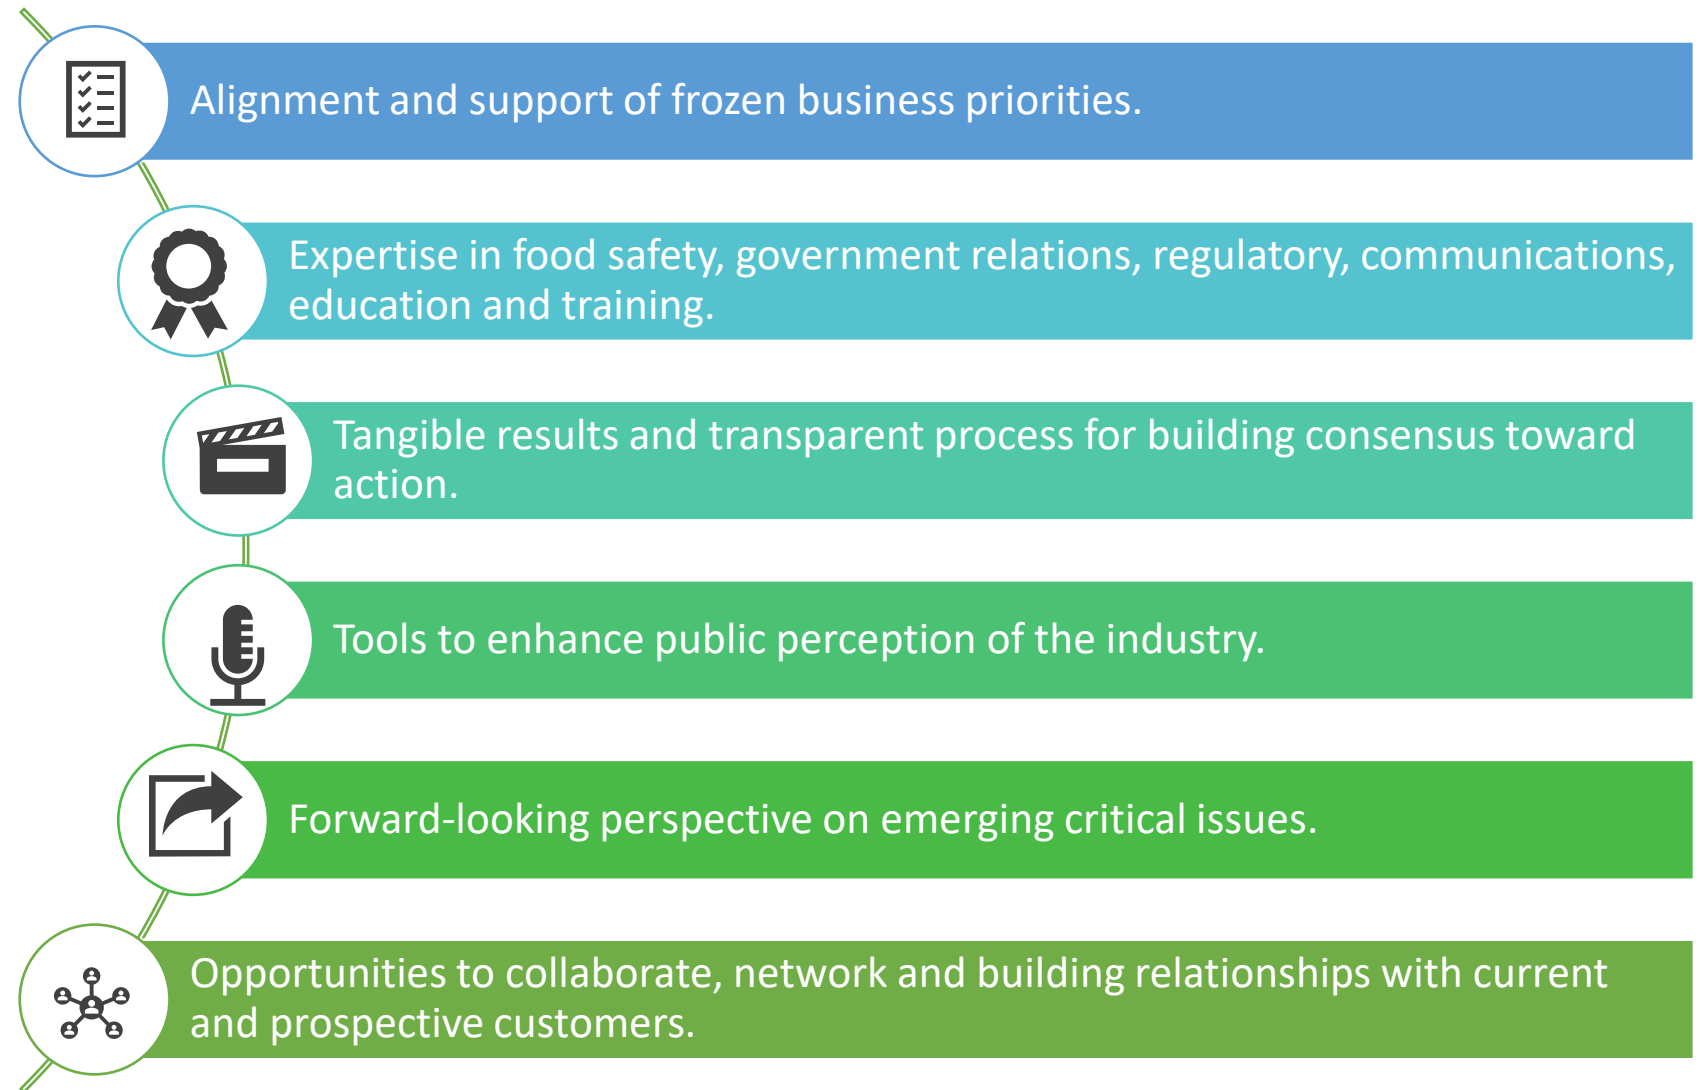 Alignment and support of frozen business priorities.
Expertise in food safety, government relations, regulatory, communications,
education and training.
Tangible results and transparent process for building consensus toward
action.
Tools to enhance public perception of the industry.
Forward-looking perspective on emerging critical issues.
Opportunities to collaborate, network and building relationships with current
and prospective customers.